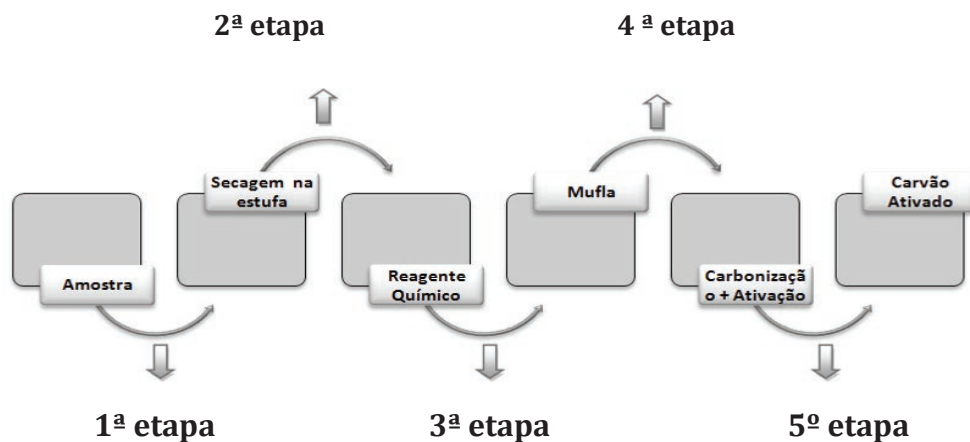 2ª etapa
4 ª etapa
Secagem na
estufa
Mufla
Carvão
Ativado
Amostra
Reagente
Químico
Carbonizaçã
o + Ativação
1ª etapa
3ª etapa
5º etapa